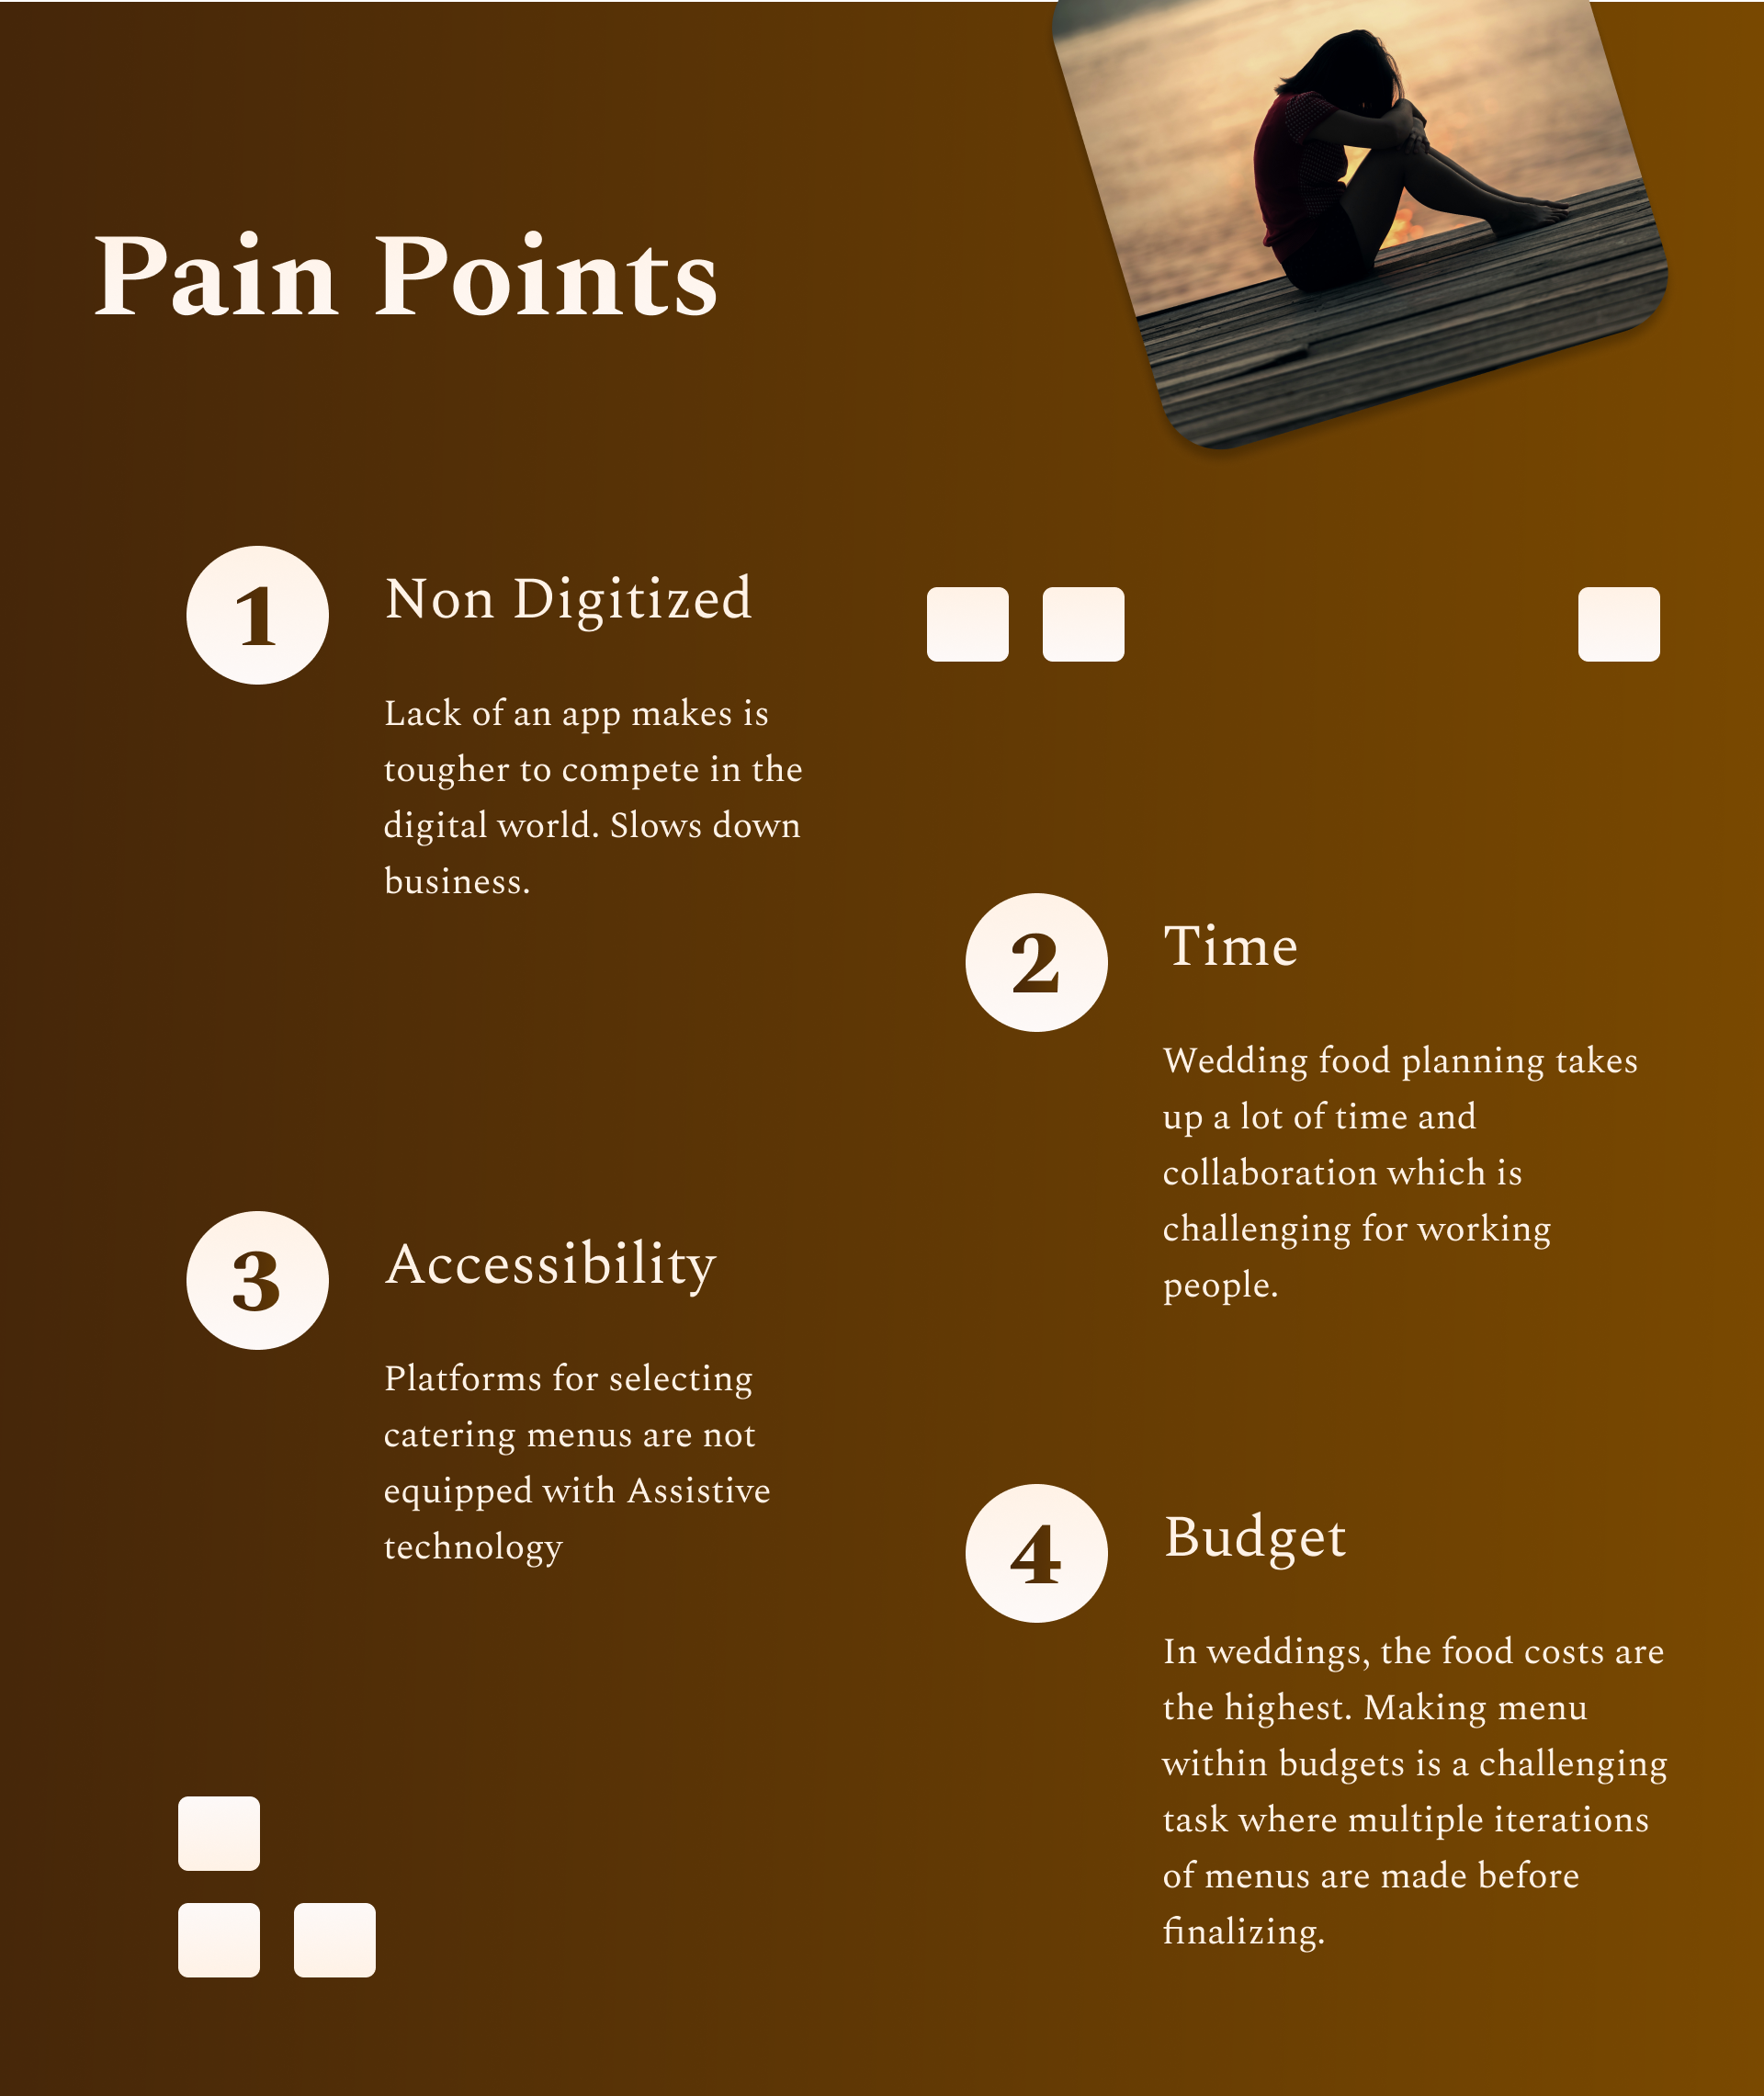 Pain Points
1
Non Digitized
Lack of an app makes is
tougher to compete in the
digital world. Slows down
business.
2
Time
Wedding food planning takes
up a lot of time and
collaboration which is
challenging for working
people.
3
Accessibility
Platforms for selecting
catering menus are not
equipped with Assistive
technology
4
Budget
In weddings, the food costs are
the highest. Making menu
within budgets is a challenging
task where multiple iterations
of menus are made before
finalizing.